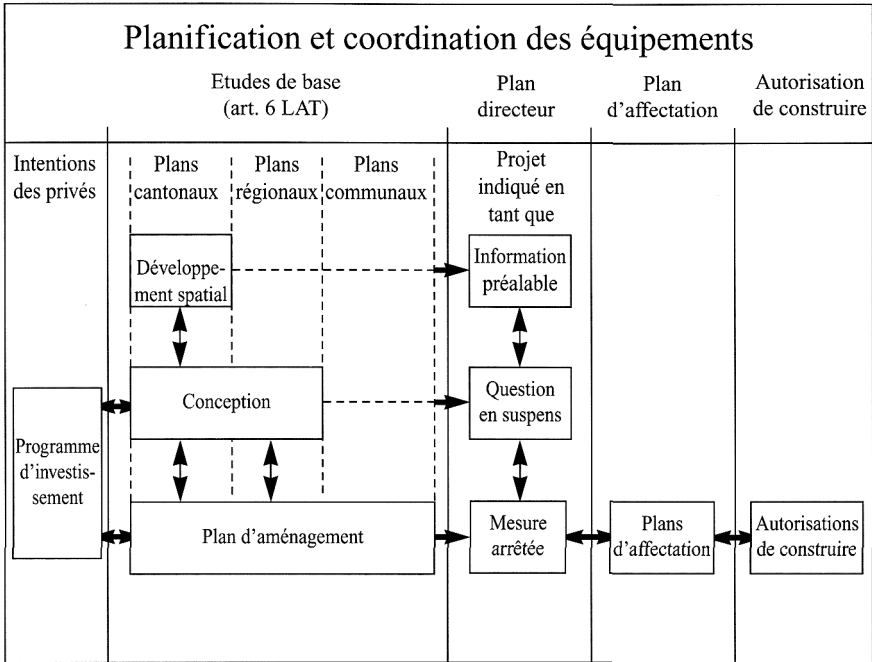 Planification et coordination des équipements
Etudes de base
(art. 6 LAT)
Plan
directeur
Plan
d'affectation
Autorisation
de construire
Intentions
des privés
Plans
cantonaux
Plans
régionaux
Plans
communaux
Projet
indiqué en
tant que
Développe-
ment spatial
Information
préalable
Conception
Question
en suspens
Programme
d'investis-
sement
Plan d'aménagement
Mesure
arrêtée
Plans
d'affectation
Autorisations
de construire